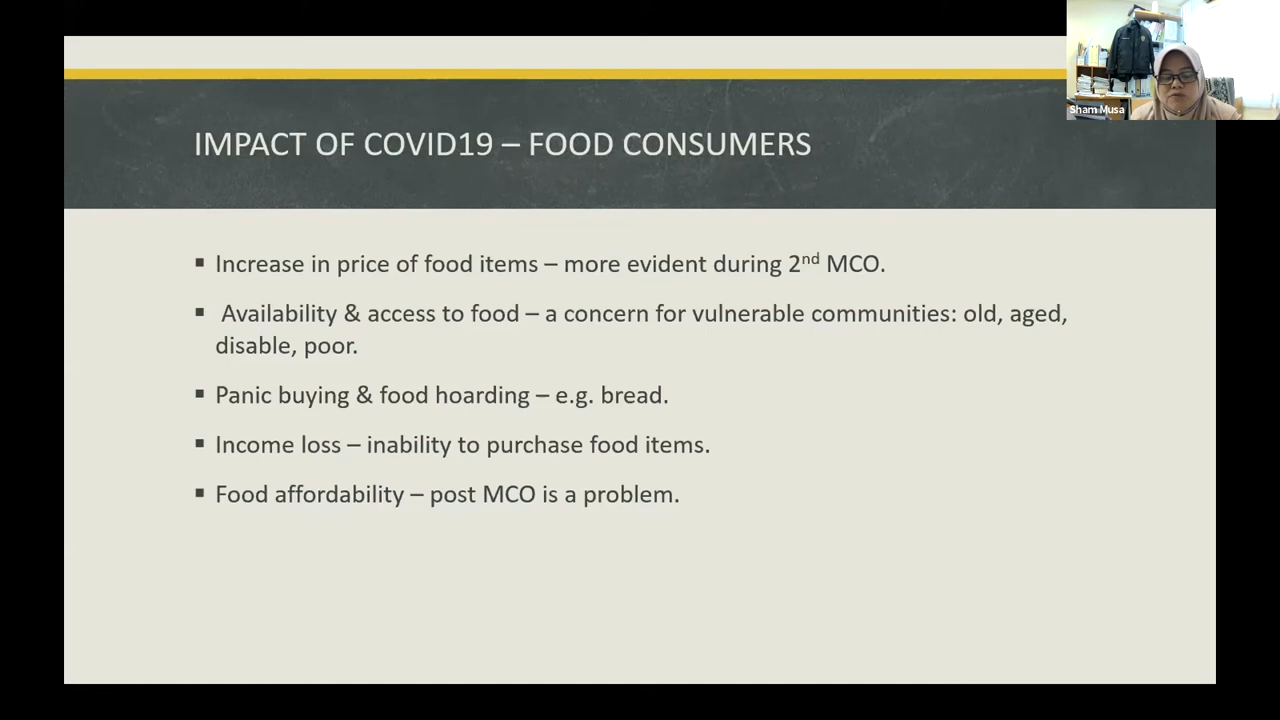 Sham Musa
IMPACT OF COVID19 – FOOD CONSUMERS
▪ Increase in price of food items – more evident during 2nd MCO.
▪ Availability & access to food – a concern for vulnerable communities: old, aged,
disable, poor.
▪ Panic buying & food hoarding – e.g. bread.
▪ Income loss – inability to purchase food items.
▪ Food affordability – post MCO is a problem.